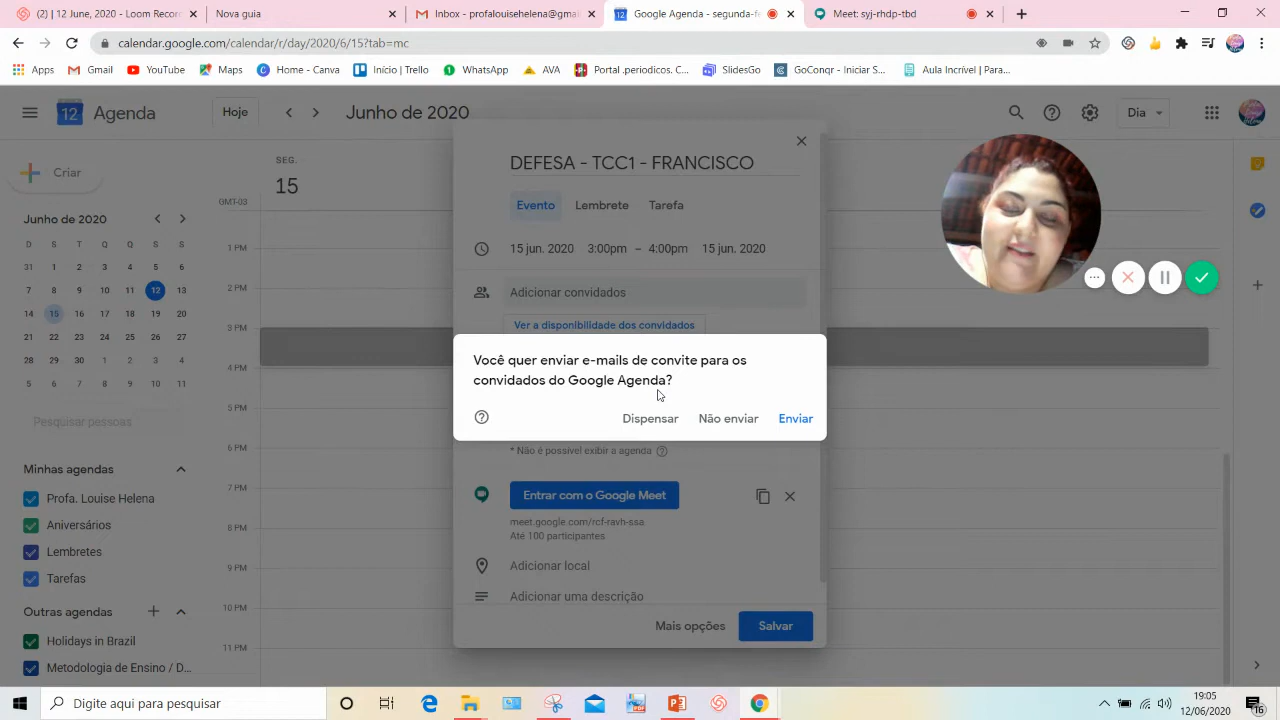 (1) 12 jun., 20 - Loom Recor
Nova guia
Inbox - profalouisehelena@gmai
Google Agenda - segunda-fe
Meet: syj-rhdp-tbd
calendar.google.com/calendar/r/day/2020/6/15?tab=mc
Apps
Gmail
YouTube
Maps
Home - Canva
Início | Trello
WhatsApp
AVA
Portal .periodicos. C...
SlidesGo
GoConqr - Iniciar S...
Aula Incrível | Para...
12
Agenda
Hoje
Junho de 2020
Dia
Criar
SEG.
15
GMT-03
Junho de 2020
D S T Q Q S S
31 1 2 3 4 5 6
7 8 9 10 11 12 13
14 15 16 17 18 19 20
21 22 23 24 25 26 27
28 29 30 1 2 3 4
5 6 7 8 9 10 11
Pesquisar pessoas
Minhas agendas
Profa. Louise Helena
Aniversários
Lembretes
Tarefas
Outras agendas
Holidays in Brazil
Metodologia de Ensino / D...
1 PM
2 PM
3 PM
4 PM
5 PM
6 PM
7 PM
8 PM
9 PM
10 PM
11 PM
DEFESA - TCC1 - FRANCISCO
Evento
Lembrete
Tarefa
15 jun. 2020 3:00pm – 4:00pm 15 jun. 2020
Adicionar convidados
Ver a disponibilidade dos convidados
Você quer enviar e-mails de convite para os
convidados do Google Agenda?
Dispensar
Não enviar
Enviar
* Não é possível exibir a agenda
Entrar com o Google Meet
meet.google.com/rcf-ravh-ssa
Até 100 participantes
Adicionar local
Adicionar uma descrição
Mais opções
Salvar
Digite aqui para pesquisar
19:05
12/06/2020
16